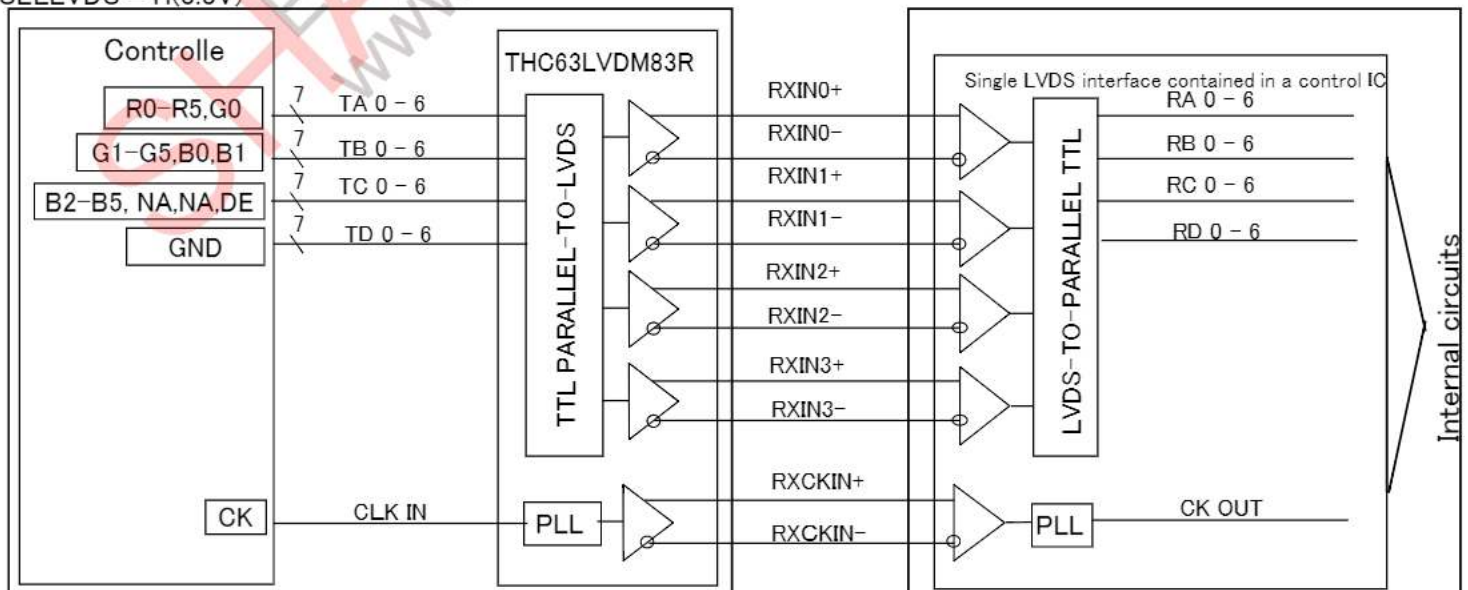 Controlle
THC63LVDM83R
Single LVDS interface contained in a control IC
R0-R5,G0
7
TA 0 - 6
RXIN0+
RA 0 - 6
RXIN0-
G1-G5,B0,B1
7
TB 0 - 6
RB 0 - 6
RXIN1+
B2-B5, NA,NA,DE
7
TC 0 - 6
RC 0 - 6
RXIN1-
GND
7
TD 0 - 6
RD 0 - 6
TTL PARALLEL-TO-LVDS
LVDS-TO-PARALLEL TTL
Internal circuits
RXIN2+
RXIN2-
RXIN3+
RXIN3-
RXCKIN+
CK
CLK IN
PLL
PLL
CK OUT
RXCKIN-